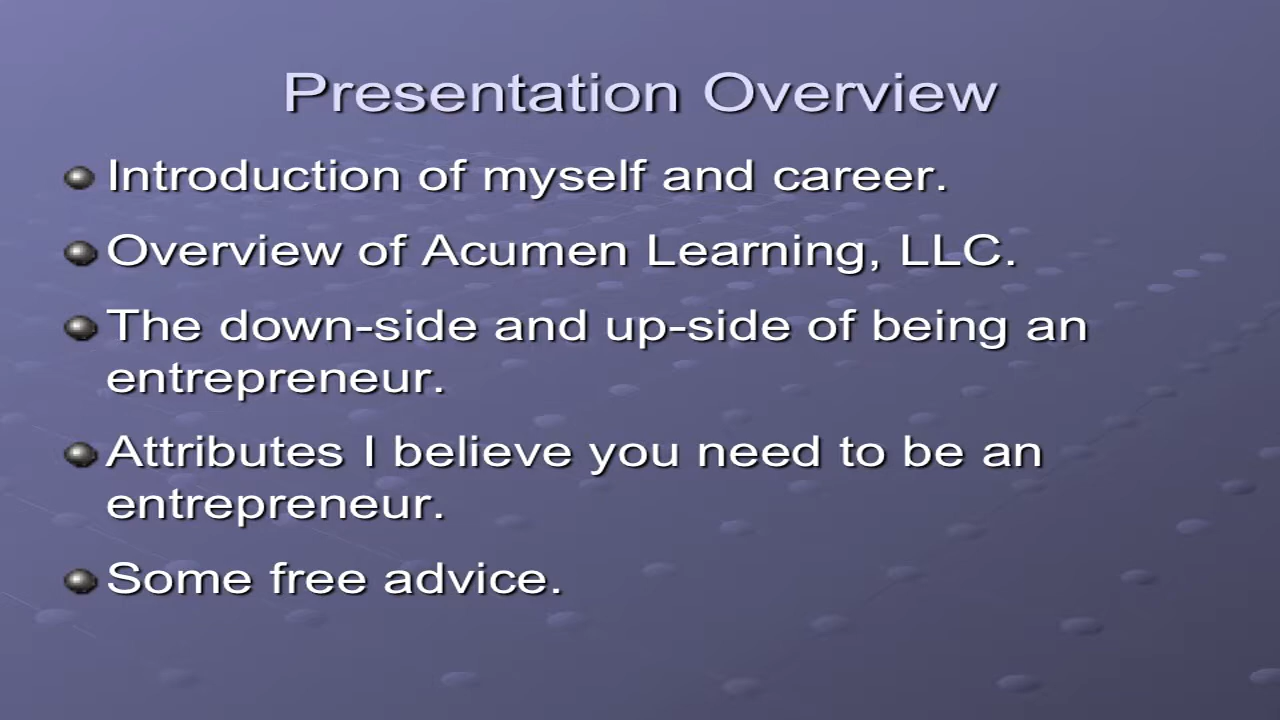 Presentation Overview
Introduction of myself and career.
Overview of Acumen Learning, LLC.
The down-side and up-side of being an
entrepreneur.
Attributes I believe you need to be an
entrepreneur.
Some free advice.